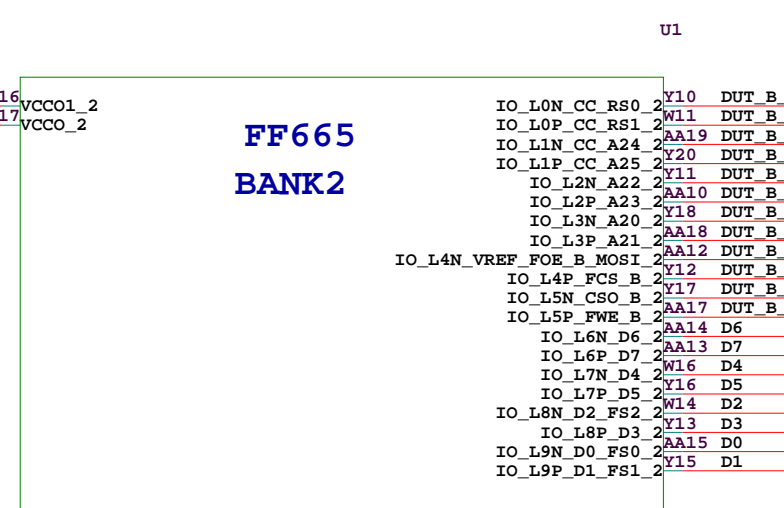 U1
16
VCCO1_2
17
VCCO_2
FF665
BANK2
IO_L0N_CC_RS0_2 Y10 DUT_B_
IO_L0P_CC_RS1_2 W11 DUT_B_
IO_L1N_CC_A24_2 AA19 DUT_B_
IO_L1P_CC_A25_2 Y20 DUT_B_
IO_L2N_A22_2 Y11 DUT_B_
IO_L2P_A23_2 AA10 DUT_B_
IO_L3N_A20_2 Y18 DUT_B_
IO_L3P_A21_2 AA18 DUT_B_
IO_L4N_VREF_FOE_B_MOSI_2 AA12 DUT_B_
IO_L4P_FCS_B_2 Y12 DUT_B_
IO_L5N_CSO_B_2 Y17 DUT_B_
IO_L5P_FWE_B_2 AA17 DUT_B_
IO_L6N_D6_2 AA14 D6
IO_L6P_D7_2 AA13 D7
IO_L7N_D4_2 W16 D4
IO_L7P_D5_2 Y16 D5
IO_L8N_D2_FS2_2 W14 D2
IO_L8P_D3_2 Y13 D3
IO_L9N_D0_FS0_2 AA15 D0
IO_L9P_D1_FS1_2 Y15 D1